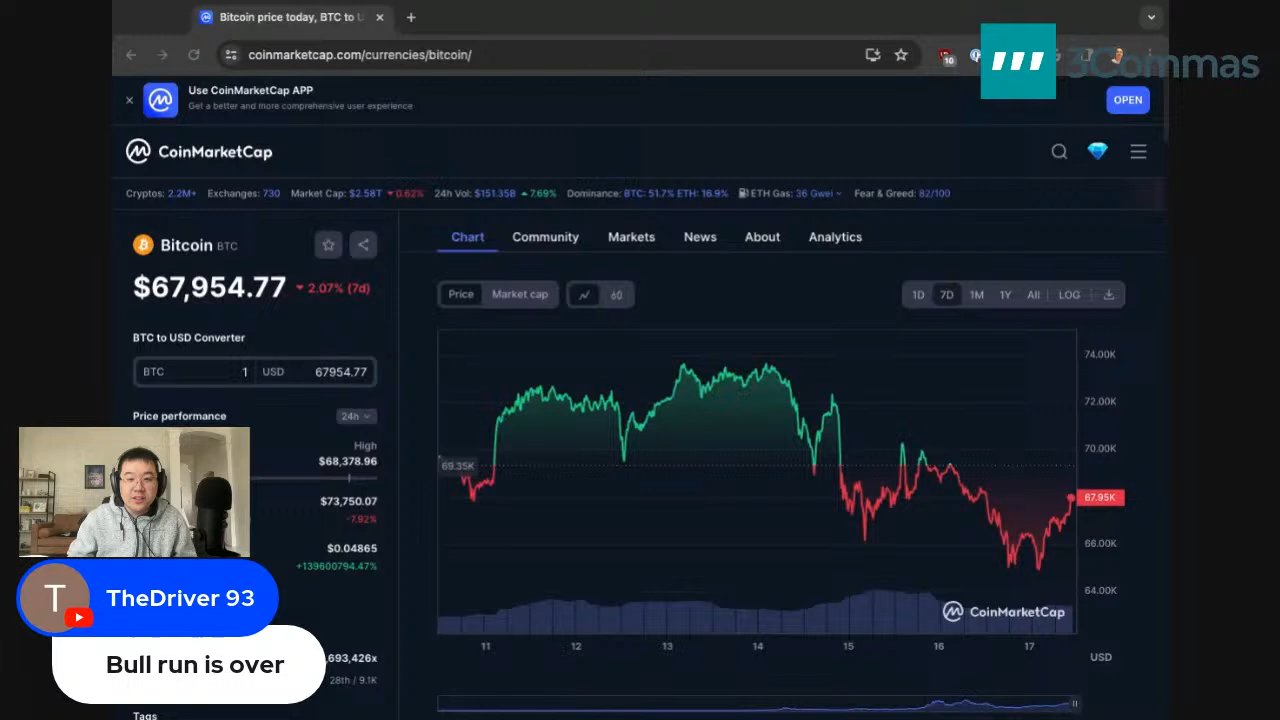 Bitcoin price today, BTC to U
coinmarketcap.com/currencies/bitcoin/
10
3Commas
Use CoinMarketCap APP
Get a better and more comprehensive user experience
OPEN
CoinMarketCap
Cryptos: 2.2M+ Exchanges: 730 Market Cap: $2.58T 0.62% 24h Vol: $151.35B 7.69% Dominance: BTC: 51.7% ETH: 16.9% ETH Gas: 36 Gwei Fear & Greed: 82/100
Bitcoin BTC
$67,954.77 2.07% (7d)
BTC to USD Converter
BTC 1 USD 67954.77
Price performance 24h
High
$68,378.96
$73,750.07
-7.92%
$0.04865
+139600794.47%
,693,426x
28th / 9.1K
Tags
Chart Community Markets News About Analytics
Price Market cap
1D 7D 1M 1Y All LOG
74.00K
72.00K
70.00K
69.35K
67.95K
66.00K
64.00K
CoinMarketCap
11 12 13 14 15 16 17
USD
T TheDriver 93
Bull run is over